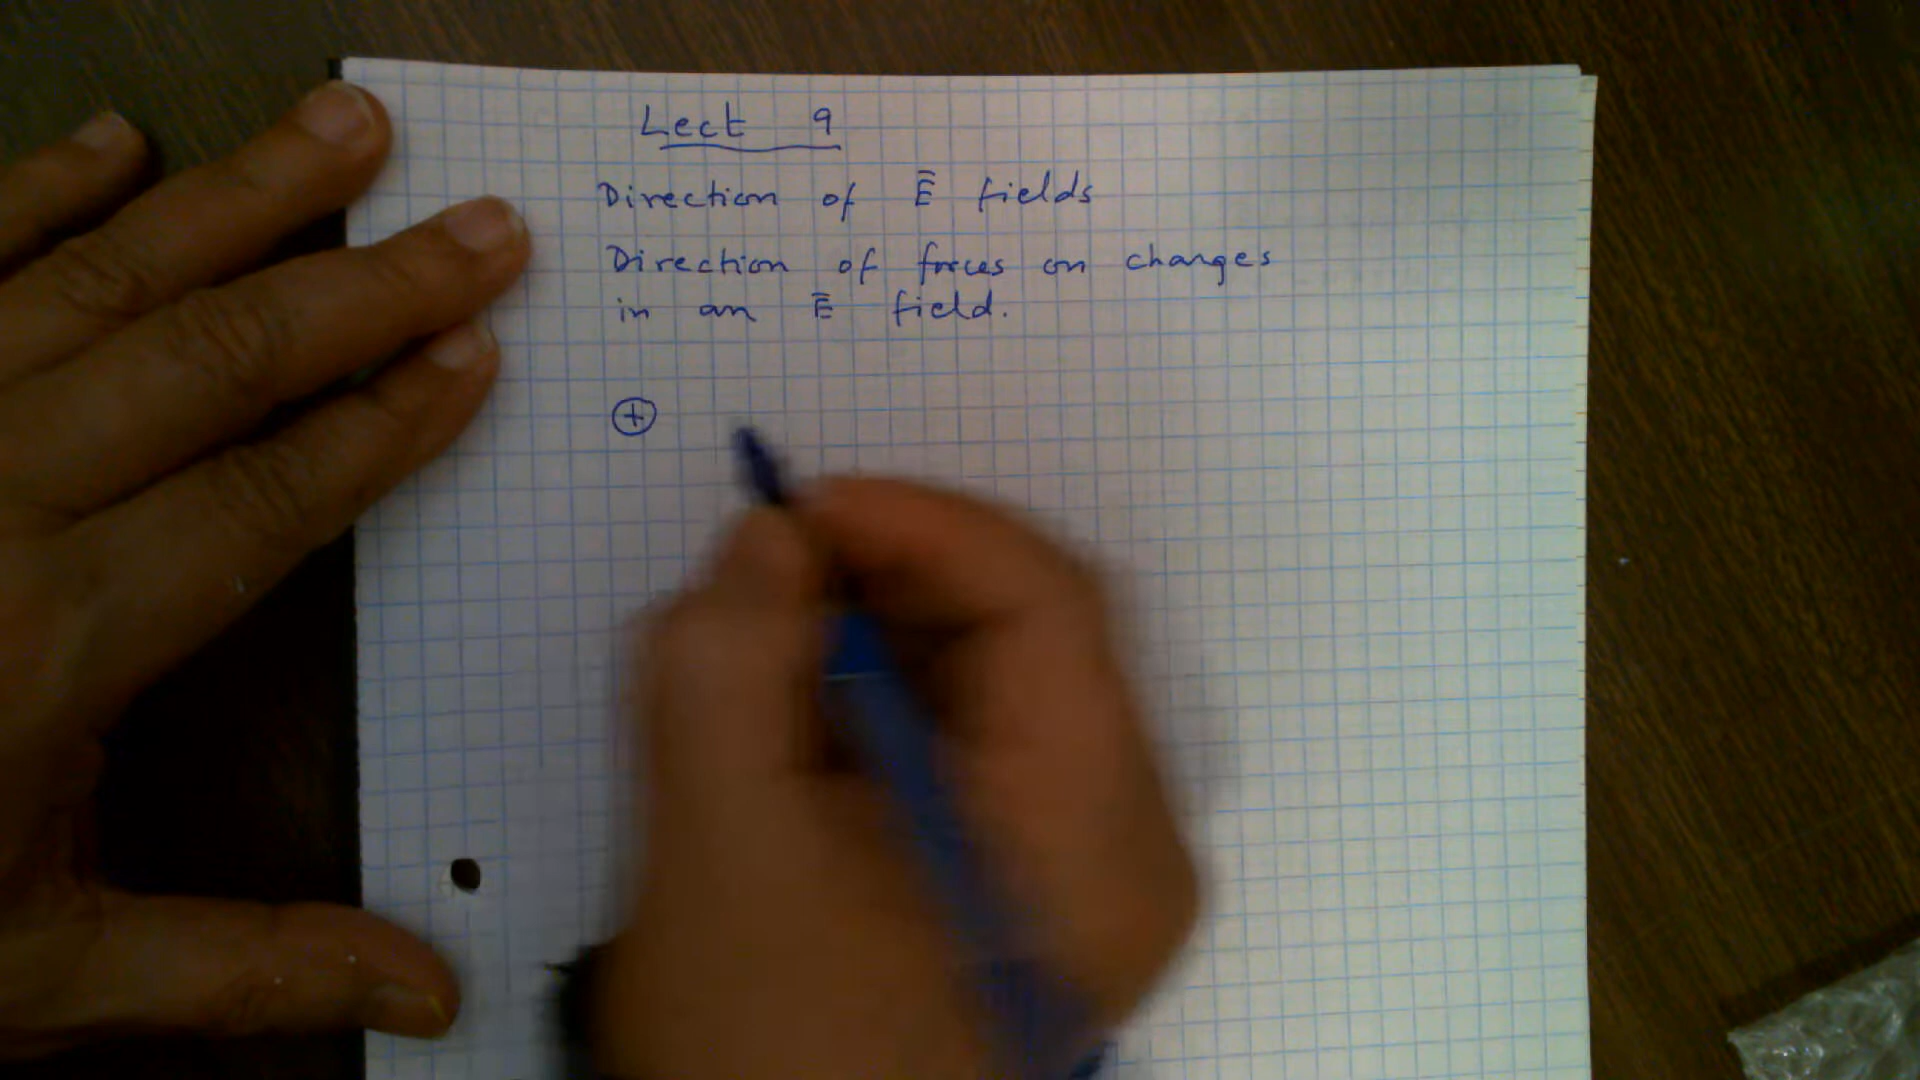 Lect 9
Direction of Ē fields
Direction of forces on changes
in an Ē field.
+